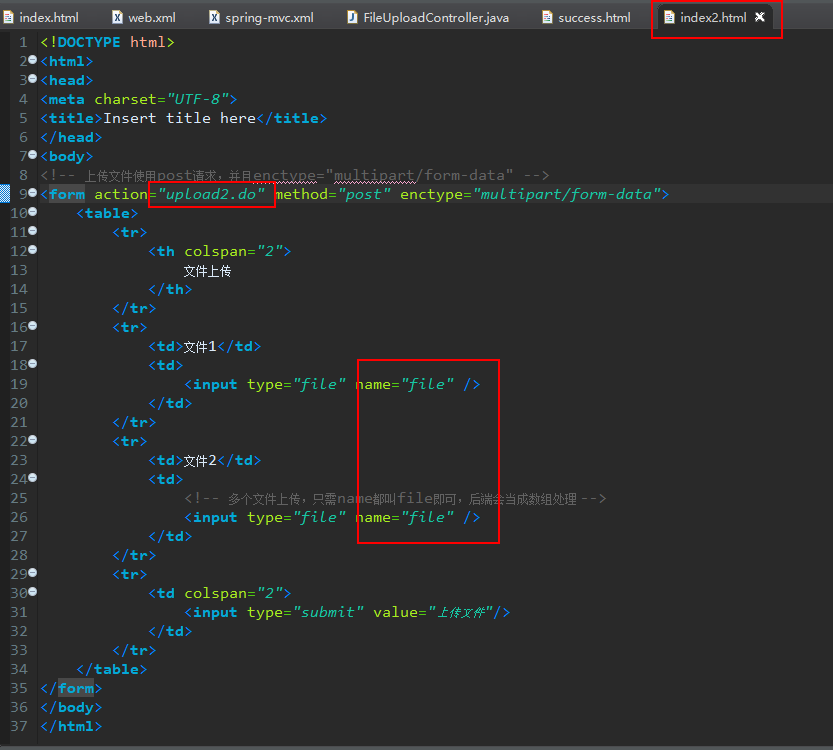 index.html web.xml spring-mvc.xml FileUploadController.java success.html index2.html
1 <!DOCTYPE html>
2 <html>
3 <head>
4 <meta charset="UTF-8">
5 <title>Insert title here</title>
6 </head>
7 <body>
8 <!-- 上传文件使用post请求，并且enctype="multipart/form-data" -->
9 <form action="upload2.do" method="post" enctype="multipart/form-data">
10 <table>
11 <tr>
12 <th colspan="2">
13 文件上传
14 </th>
15 </tr>
16 <tr>
17 <td>文件1</td>
18 <td>
19 <input type="file" name="file" />
20 </td>
21 </tr>
22 <tr>
23 <td>文件2</td>
24 <td>
25 <!-- 多个文件上传，只需name都叫file即可，后端会当成数组处理 -->
26 <input type="file" name="file" />
27 </td>
28 </tr>
29 <tr>
30 <td colspan="2">
31 <input type="submit" value="上传文件"/>
32 </td>
33 </tr>
34 </table>
35 </form>
36 </body>
37 </html>